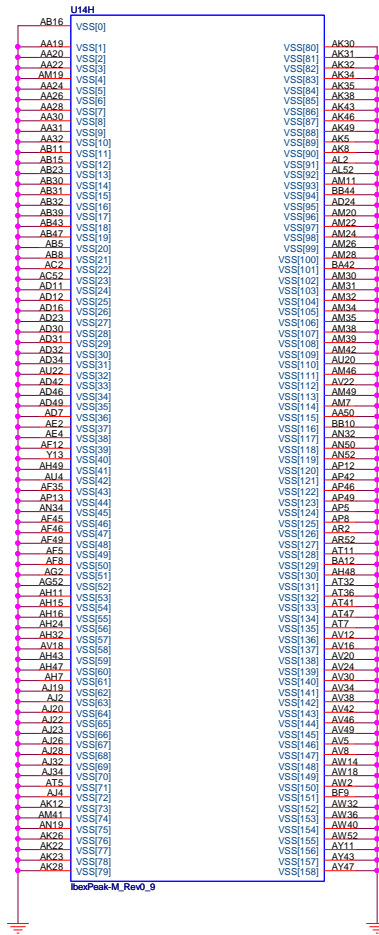 U14H
AB16 VSS[0]
AA19 VSS[1] VSS[80] AK30
AA20 VSS[2] VSS[81] AK31
AA22 VSS[3] VSS[82] AK32
AM19 VSS[4] VSS[83] AK34
AA24 VSS[5] VSS[84] AK35
AA26 VSS[6] VSS[85] AK38
AA28 VSS[7] VSS[86] AK43
AA30 VSS[8] VSS[87] AK46
AA31 VSS[9] VSS[88] AK49
AA32 VSS[10] VSS[89] AK5
AB11 VSS[11] VSS[90] AK8
AB15 VSS[12] VSS[91] AL2
AB23 VSS[13] VSS[92] AL52
AB30 VSS[14] VSS[93] AM11
AB31 VSS[15] VSS[94] BB44
AB32 VSS[16] VSS[95] AD24
AB39 VSS[17] VSS[96] AM20
AB43 VSS[18] VSS[97] AM22
AB47 VSS[19] VSS[98] AM24
AB5 VSS[20] VSS[99] AM26
AB8 VSS[21] VSS[100] AM28
AC2 VSS[22] VSS[101] BA42
AC52 VSS[23] VSS[102] AM30
AD11 VSS[24] VSS[103] AM31
AD12 VSS[25] VSS[104] AM32
AD16 VSS[26] VSS[105] AM34
AD23 VSS[27] VSS[106] AM35
AD30 VSS[28] VSS[107] AM38
AD31 VSS[29] VSS[108] AM39
AD32 VSS[30] VSS[109] AM42
AD34 VSS[31] VSS[110] AU20
AU22 VSS[32] VSS[111] AM46
AD42 VSS[33] VSS[112] AV22
AD46 VSS[34] VSS[113] AM49
AD49 VSS[35] VSS[114] AM7
AD7 VSS[36] VSS[115] AA50
AE2 VSS[37] VSS[116] BB10
AE4 VSS[38] VSS[117] AN32
AF12 VSS[39] VSS[118] AN50
Y13 VSS[40] VSS[119] AN52
AH49 VSS[41] VSS[120] AP12
AU4 VSS[42] VSS[121] AP42
AF35 VSS[43] VSS[122] AP46
AP13 VSS[44] VSS[123] AP49
AN34 VSS[45] VSS[124] AP5
AF45 VSS[46] VSS[125] AP8
AF46 VSS[47] VSS[126] AR2
AF49 VSS[48] VSS[127] AR52
AF5 VSS[49] VSS[128] AT11
AF8 VSS[50] VSS[129] BA12
AG2 VSS[51] VSS[130] AH48
AG52 VSS[52] VSS[131] AT32
AH11 VSS[53] VSS[132] AT36
AH15 VSS[54] VSS[133] AT41
AH16 VSS[55] VSS[134] AT47
AH24 VSS[56] VSS[135] AT7
AH32 VSS[57] VSS[136] AV12
AV18 VSS[58] VSS[137] AV16
AH43 VSS[59] VSS[138] AV20
AH47 VSS[60] VSS[139] AV24
AH7 VSS[61] VSS[140] AV30
AJ19 VSS[62] VSS[141] AV34
AJ2 VSS[63] VSS[142] AV38
AJ20 VSS[64] VSS[143] AV42
AJ22 VSS[65] VSS[144] AV46
AJ23 VSS[66] VSS[145] AV49
AJ26 VSS[67] VSS[146] AV5
AJ28 VSS[68] VSS[147] AV8
AJ32 VSS[69] VSS[148] AW14
AJ34 VSS[70] VSS[149] AW18
AT5 VSS[71] VSS[150] AW2
AJ4 VSS[72] VSS[151] BF9
AK12 VSS[73] VSS[152] AW32
AM41 VSS[74] VSS[153] AW36
AN19 VSS[75] VSS[154] AW40
AK26 VSS[76] VSS[155] AW52
AK22 VSS[77] VSS[156] AY11
AK23 VSS[78] VSS[157] AY43
AK28 VSS[79] VSS[158] AY47
IbexPeak-M_Rev0_9